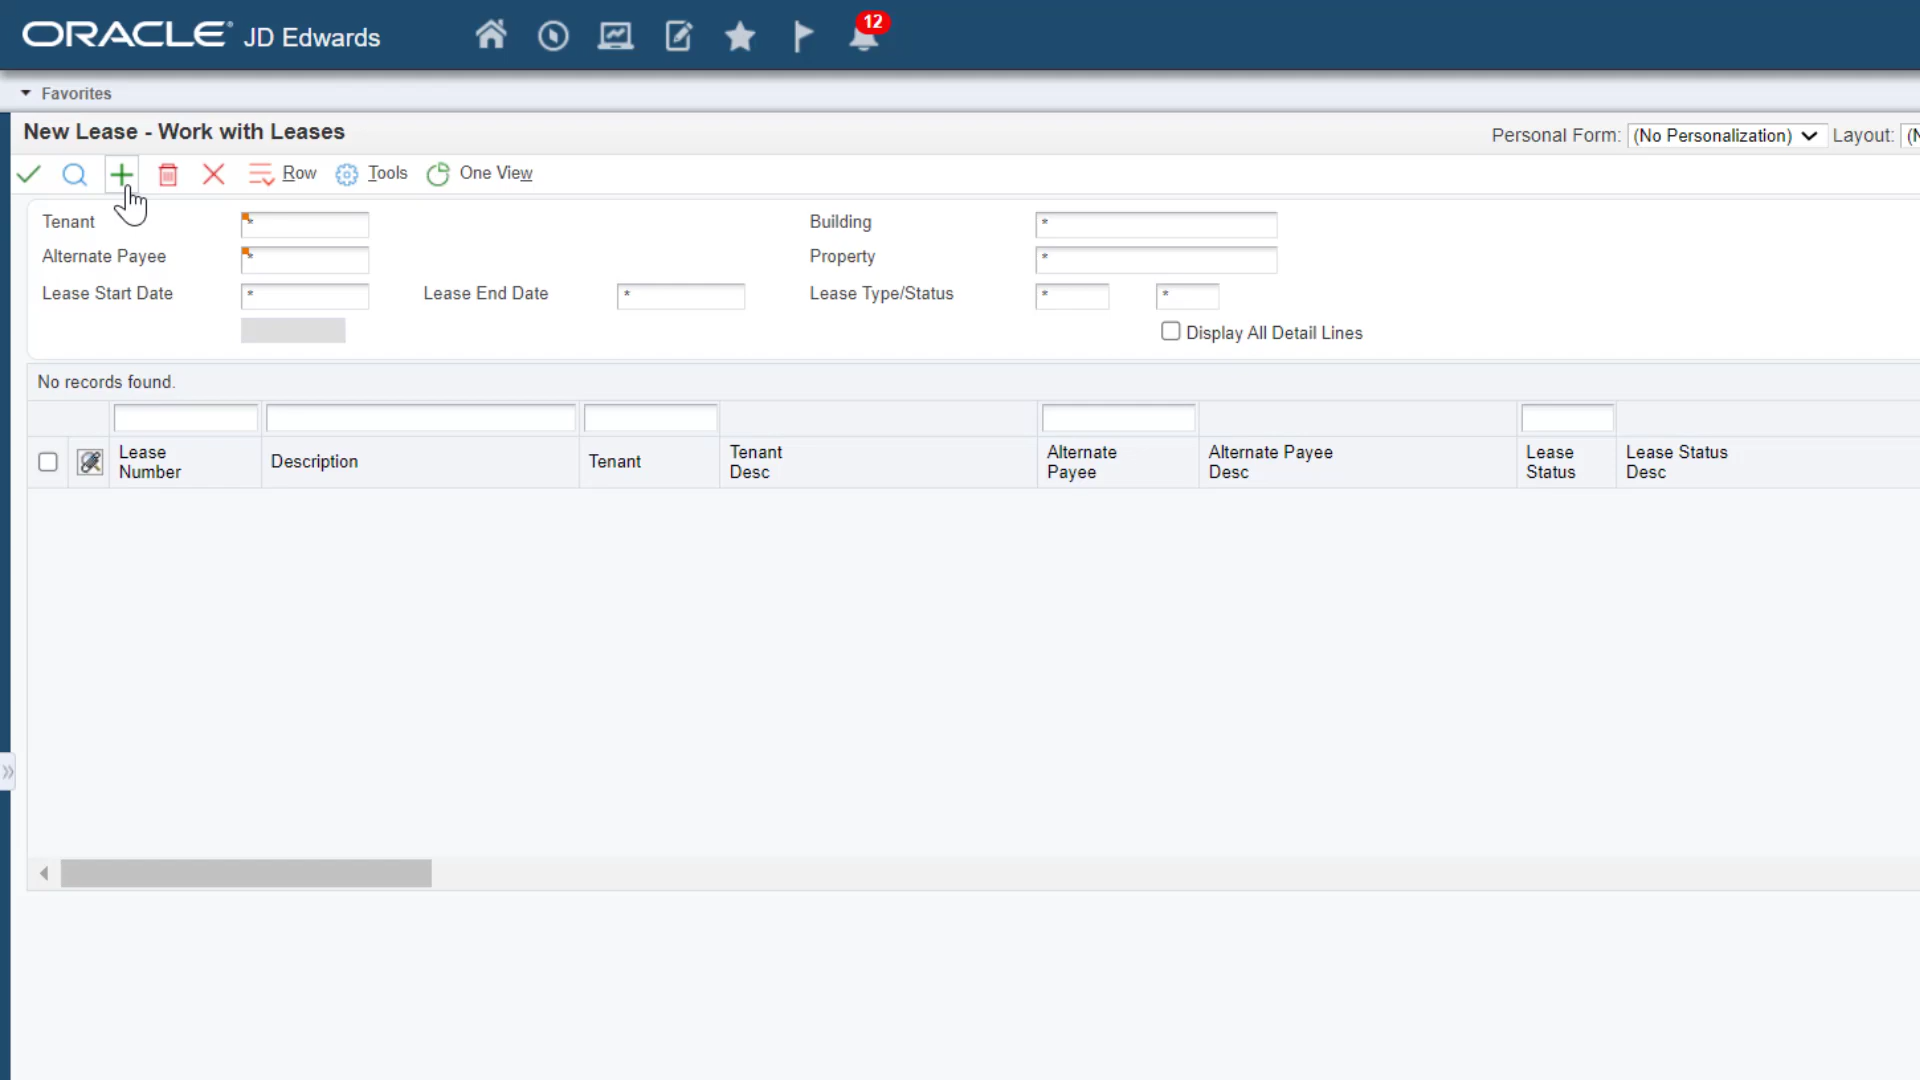 ORACLE JD Edwards
12
Favorites
New Lease - Work with Leases
Personal Form: (No Personalization) Layout: (N
Row Tools One View
Tenant * Building *
Alternate Payee * Property *
Lease Start Date * Lease End Date * Lease Type/Status * *
Display All Detail Lines
No records found.
Lease Number Description Tenant Tenant Desc Alternate Payee Alternate Payee Desc Lease Status Lease Status Desc